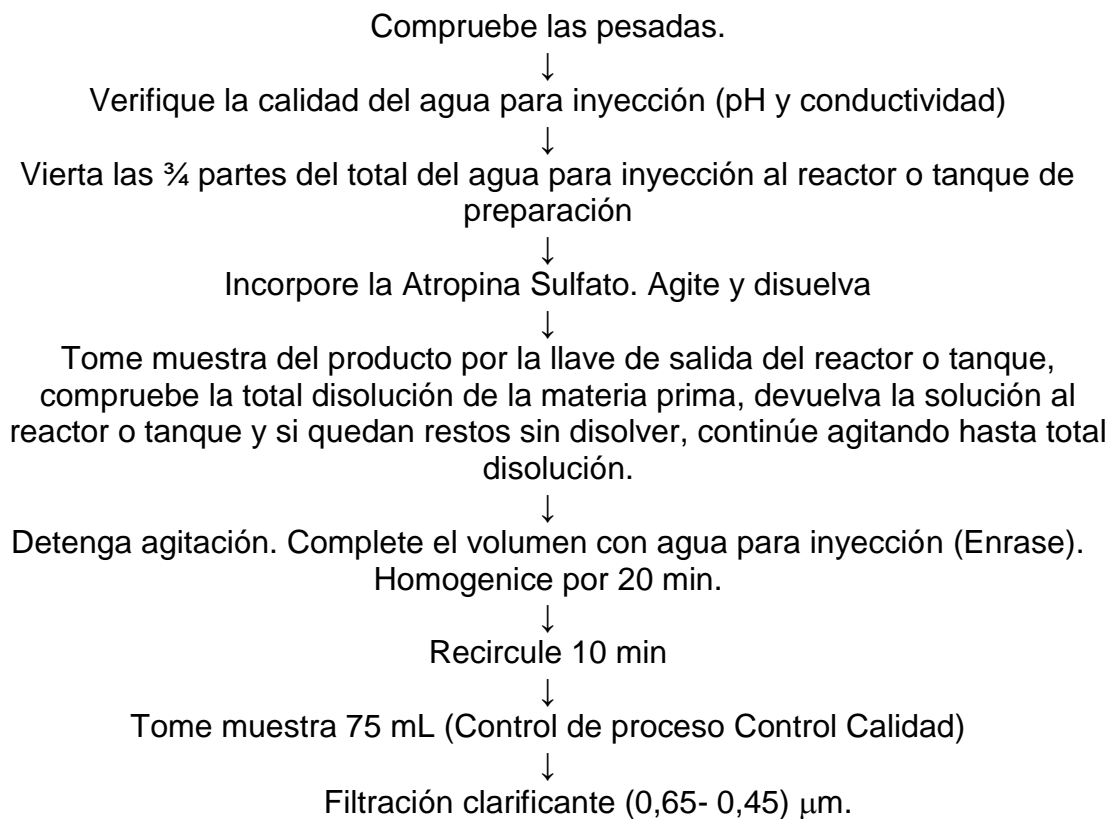 Compruebe las pesadas.
↓
Verifique la calidad del agua para inyección (pH y conductividad)
↓
Vierta las ¾ partes del total del agua para inyección al reactor o tanque de
preparación
↓
Incorpore la Atropina Sulfato. Agite y disuelva
↓
Tome muestra del producto por la llave de salida del reactor o tanque,
compruebe la total disolución de la materia prima, devuelva la solución al
reactor o tanque y si quedan restos sin disolver, continúe agitando hasta total
disolución.
↓
Detenga agitación. Complete el volumen con agua para inyección (Enrase).
Homogenice por 20 min.
↓
Recircule 10 min
↓
Tome muestra 75 mL (Control de proceso Control Calidad)
↓
Filtración clarificante (0,65- 0,45) μm.